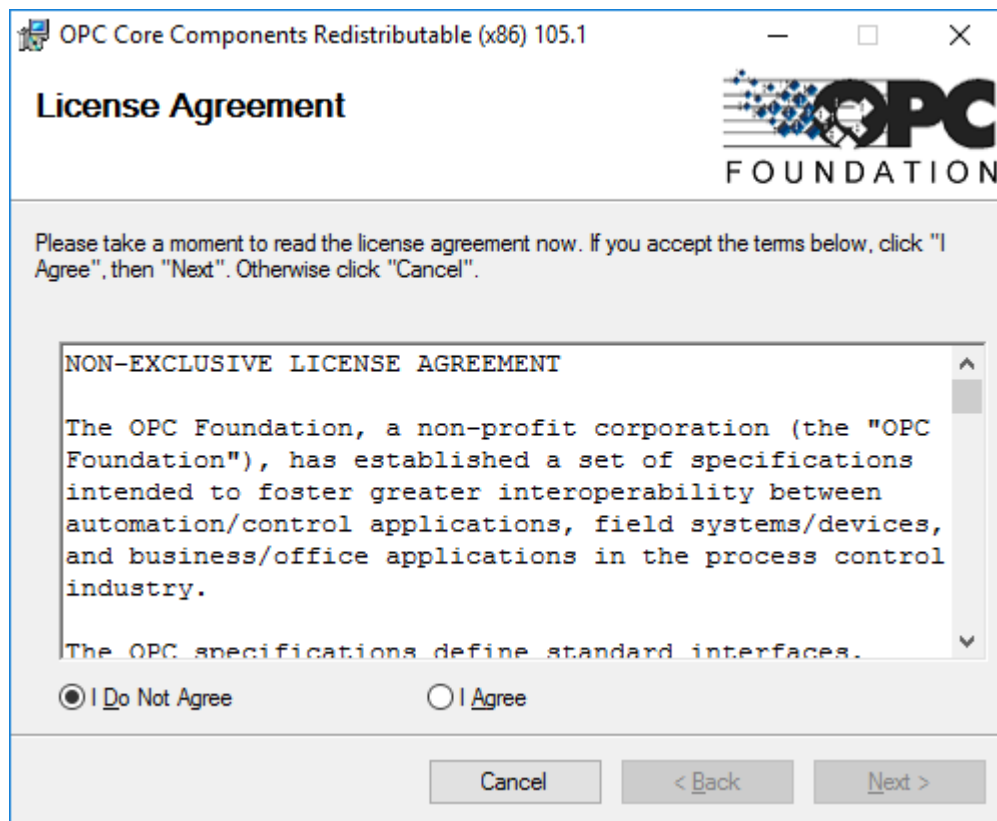 OPC Core Components Redistributable (x86) 105.1
License Agreement
OPC
FOUNDATION
Please take a moment to read the license agreement now. If you accept the terms below, click "I
Agree", then "Next". Otherwise click "Cancel".
NON-EXCLUSIVE LICENSE AGREEMENT
The OPC Foundation, a non-profit corporation (the "OPC
Foundation"), has established a set of specifications
intended to foster greater interoperability between
automation/control applications, field systems/devices,
and business/office applications in the process control
industry.
The OPC specifications define standard interfaces,
I Do Not Agree
I Agree
Cancel
< Back
Next >